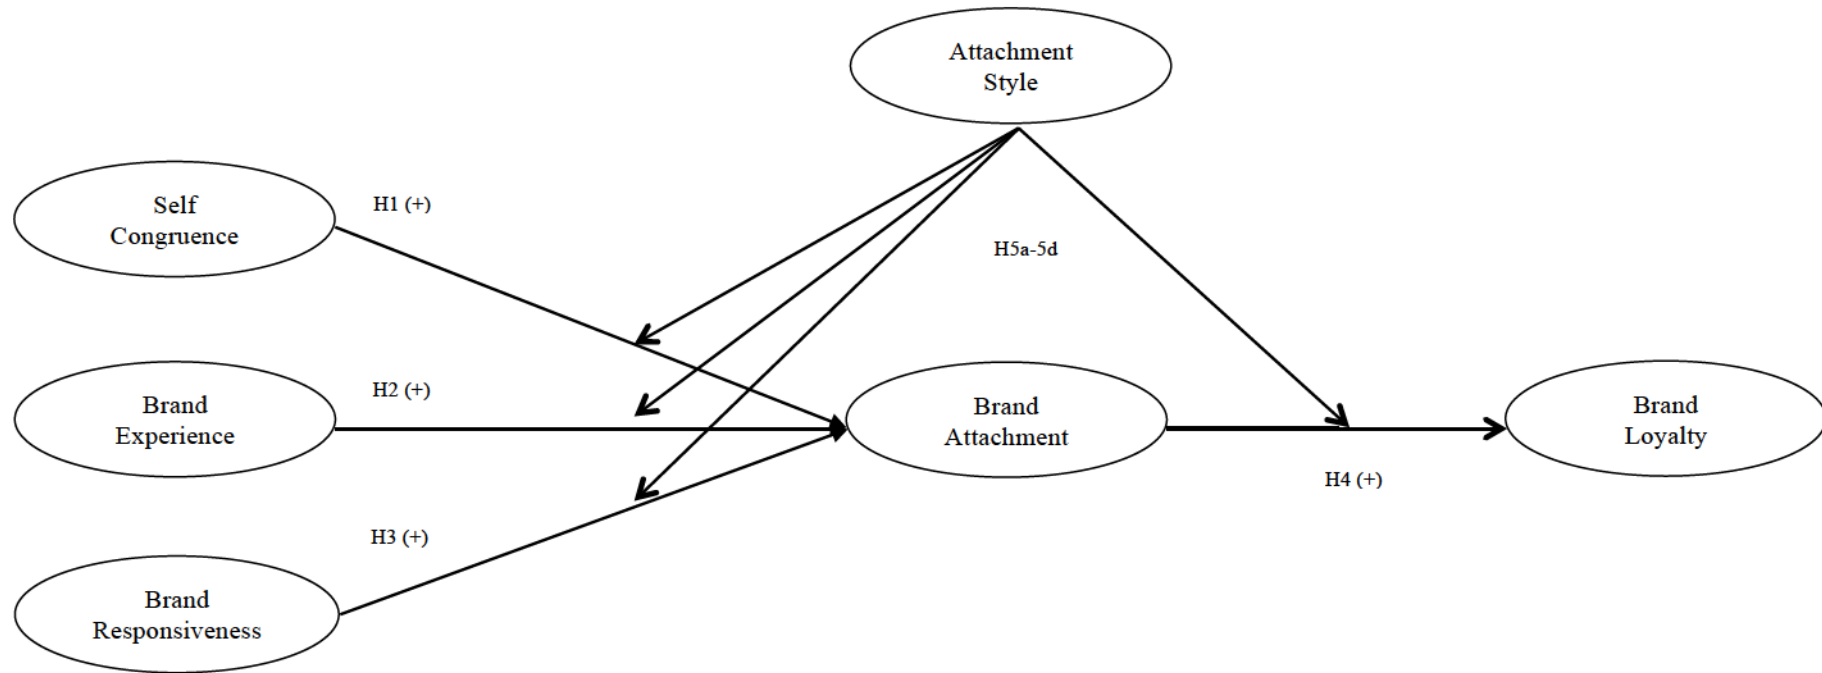 Attachment
Style
Self
Congruence
H1 (+)
H5a-5d
Brand
Experience
H2 (+)
Brand
Attachment
Brand
Loyalty
H4 (+)
H3 (+)
Brand
Responsiveness